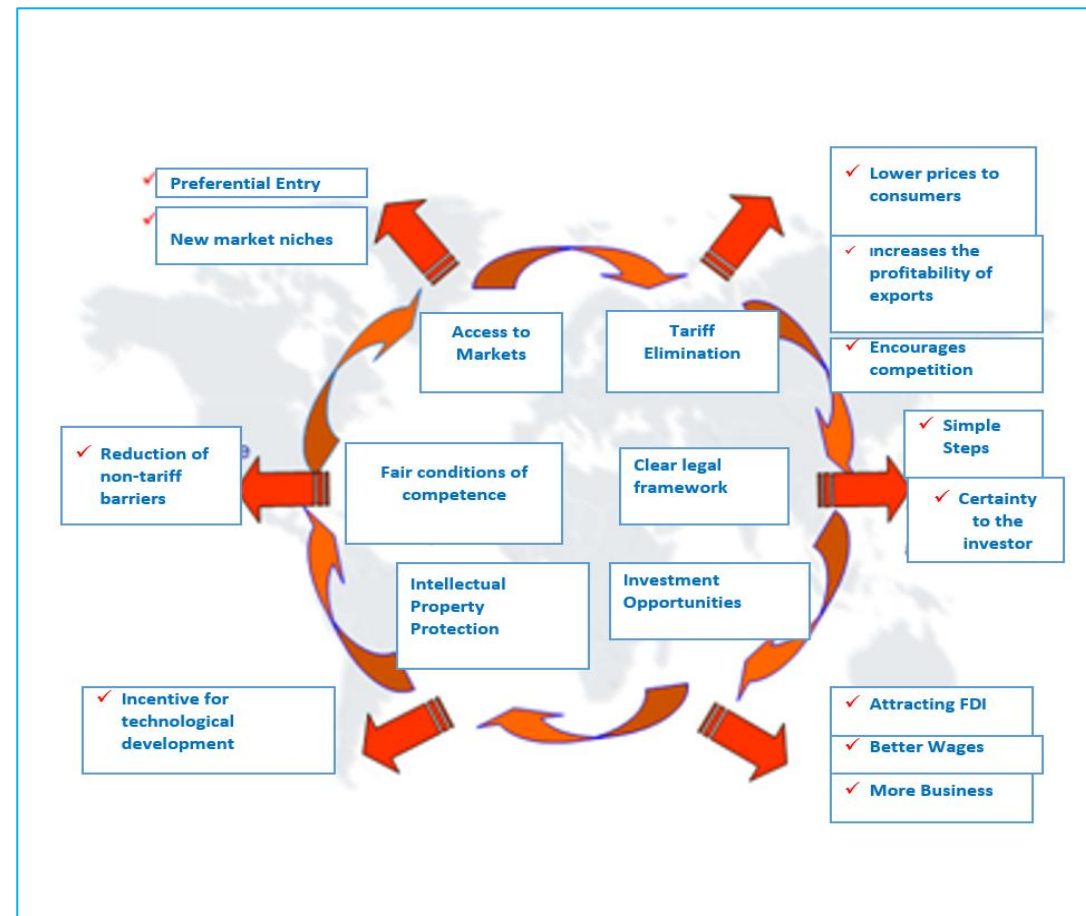 Preferential Entry
New market niches
Lower prices to
consumers
Increases the
profitability of
exports
Encourages
competition
Access to
Markets
Tariff
Elimination
Simple
Steps
Certainty
to the
investor
Reduction of
non-tariff
barriers
Fair conditions of
competence
Clear legal
framework
Intellectual
Property
Protection
Investment
Opportunities
Incentive for
technological
development
Attracting FDI
Better Wages
More Business